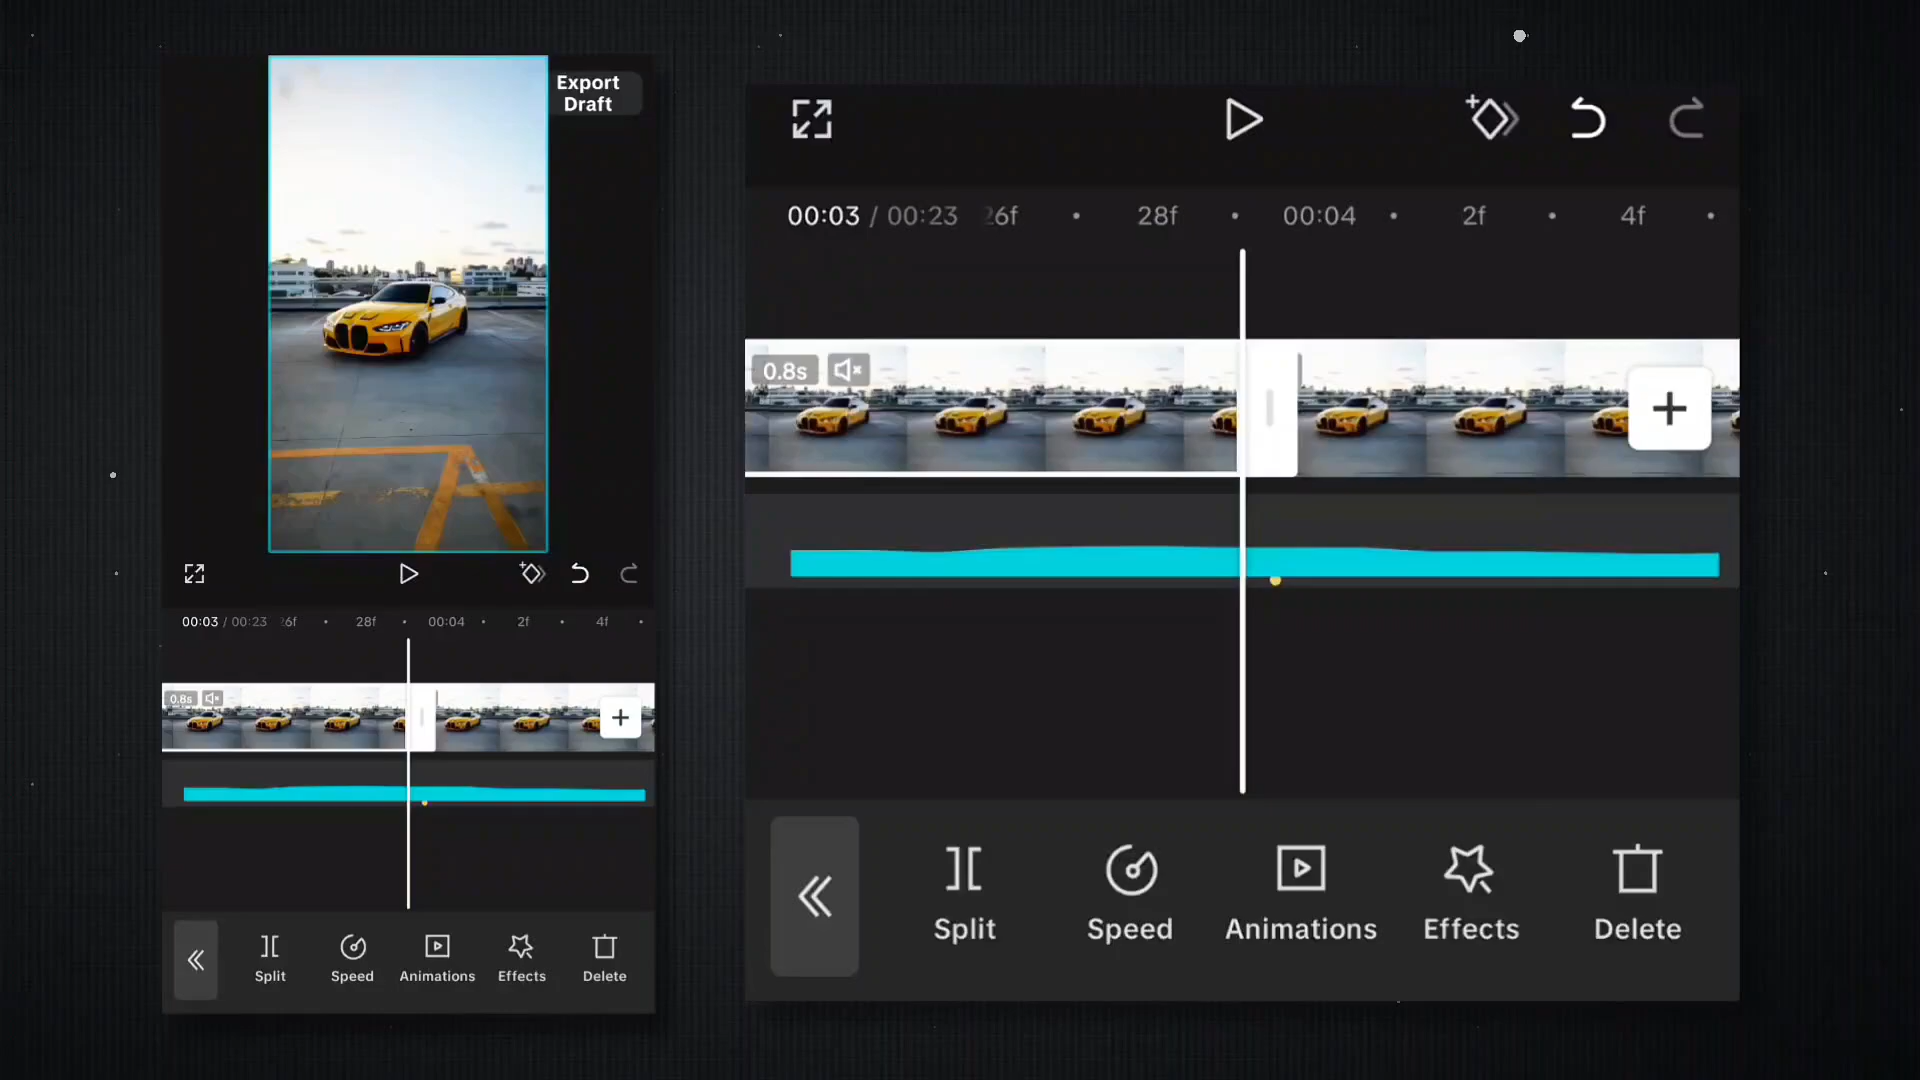 Export
Draft
00:03 / 00:23 26f 28f 00:04 2f 4f
0.8s
Split Speed Animations Effects Delete
00:03 / 00:23 26f 28f 00:04 2f 4f
0.8s
Split Speed Animations Effects Delete